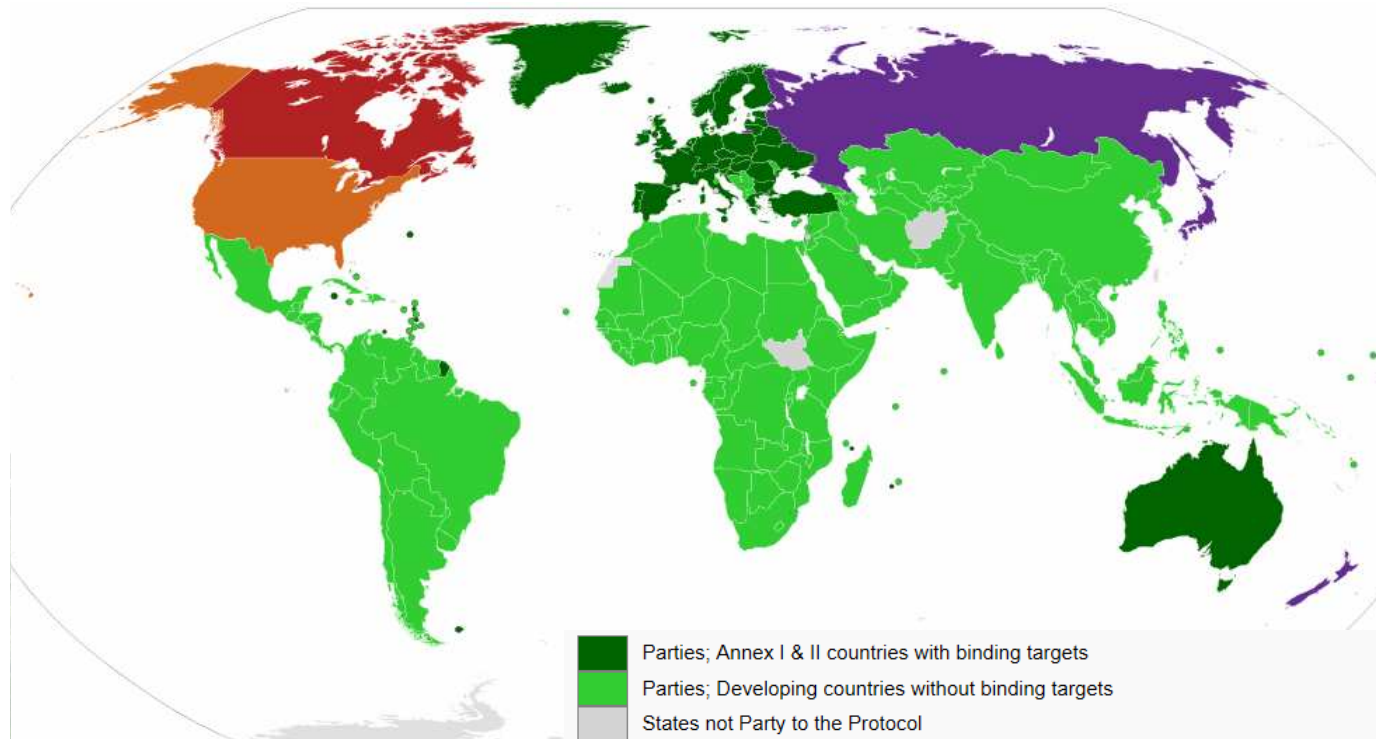 Parties; Annex I & II countries with binding targets
Parties; Developing countries without binding targets
States not Party to the Protocol